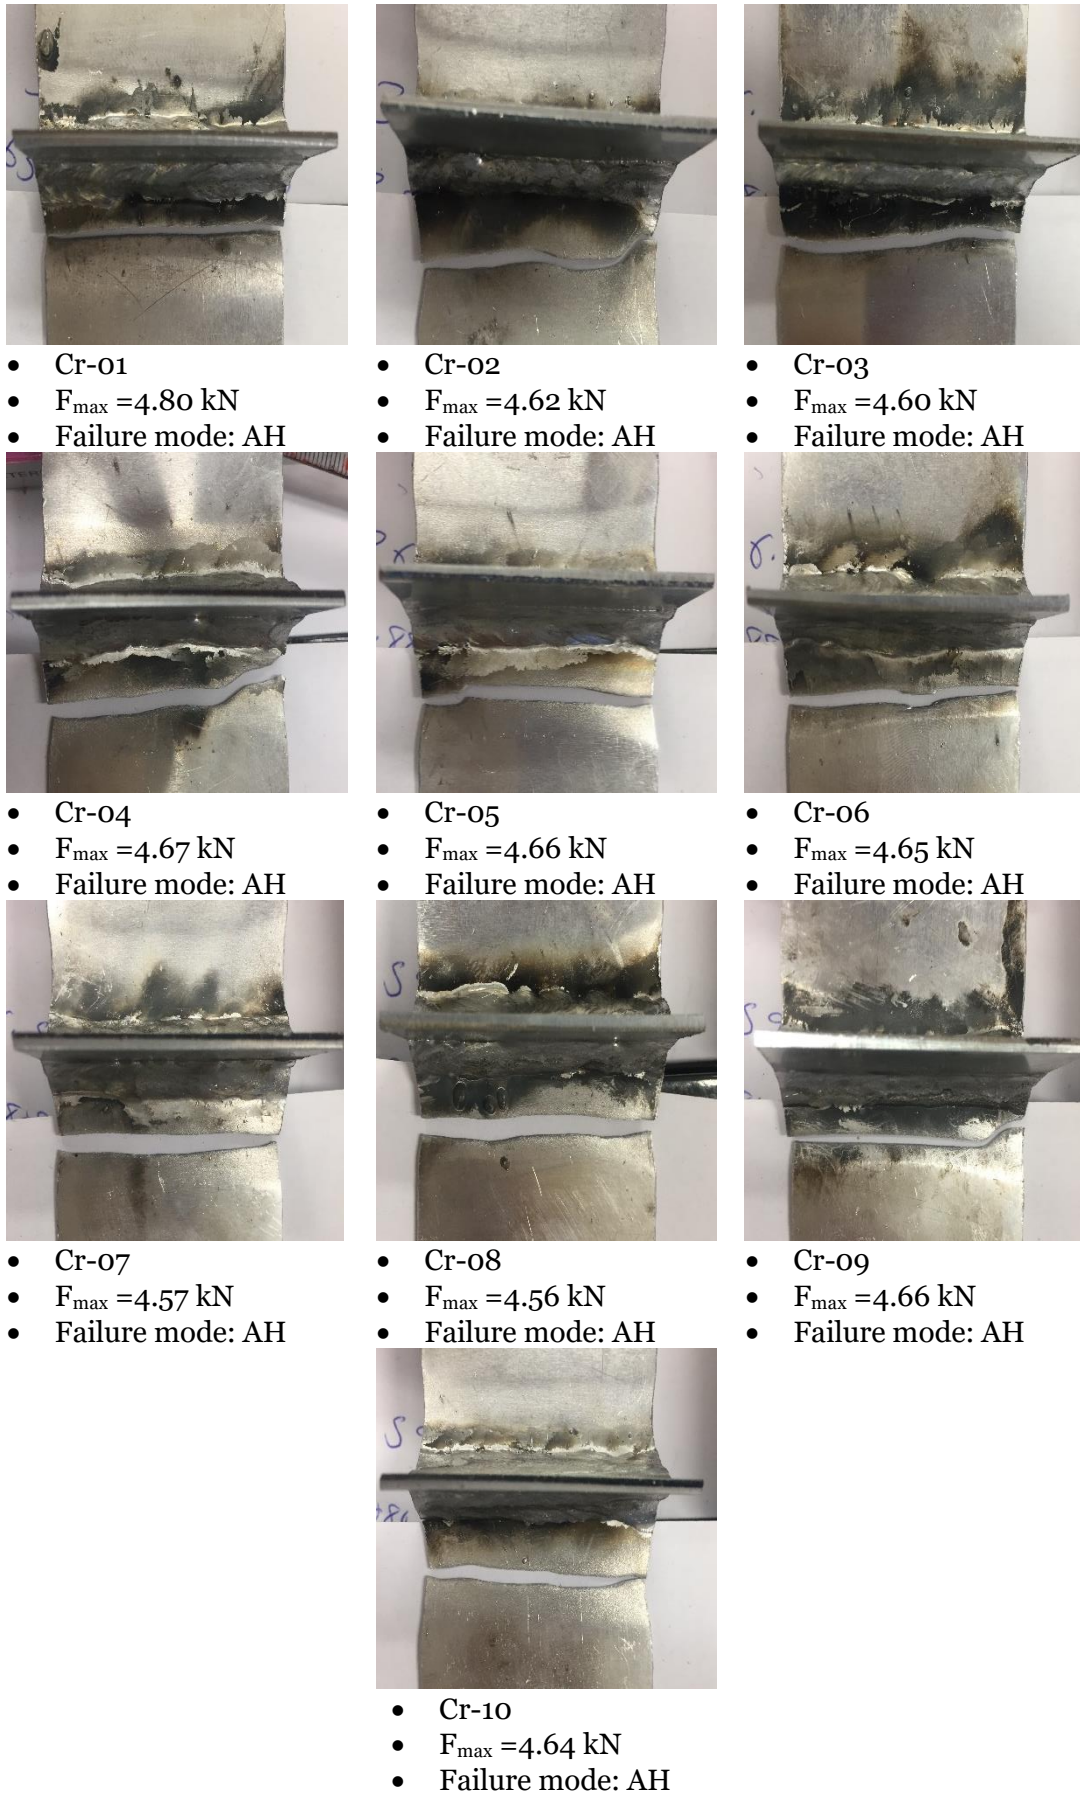 • Cr-01
• Fmax =4.80 kN
• Failure mode: AH
• Cr-02
• Fmax =4.62 kN
• Failure mode: AH
• Cr-03
• Fmax =4.60 kN
• Failure mode: AH
• Cr-04
• Fmax =4.67 kN
• Failure mode: AH
• Cr-05
• Fmax =4.66 kN
• Failure mode: AH
• Cr-06
• Fmax =4.65 kN
• Failure mode: AH
• Cr-07
• Fmax =4.57 kN
• Failure mode: AH
• Cr-08
• Fmax =4.56 kN
• Failure mode: AH
• Cr-09
• Fmax =4.66 kN
• Failure mode: AH
• Cr-10
• Fmax =4.64 kN
• Failure mode: AH